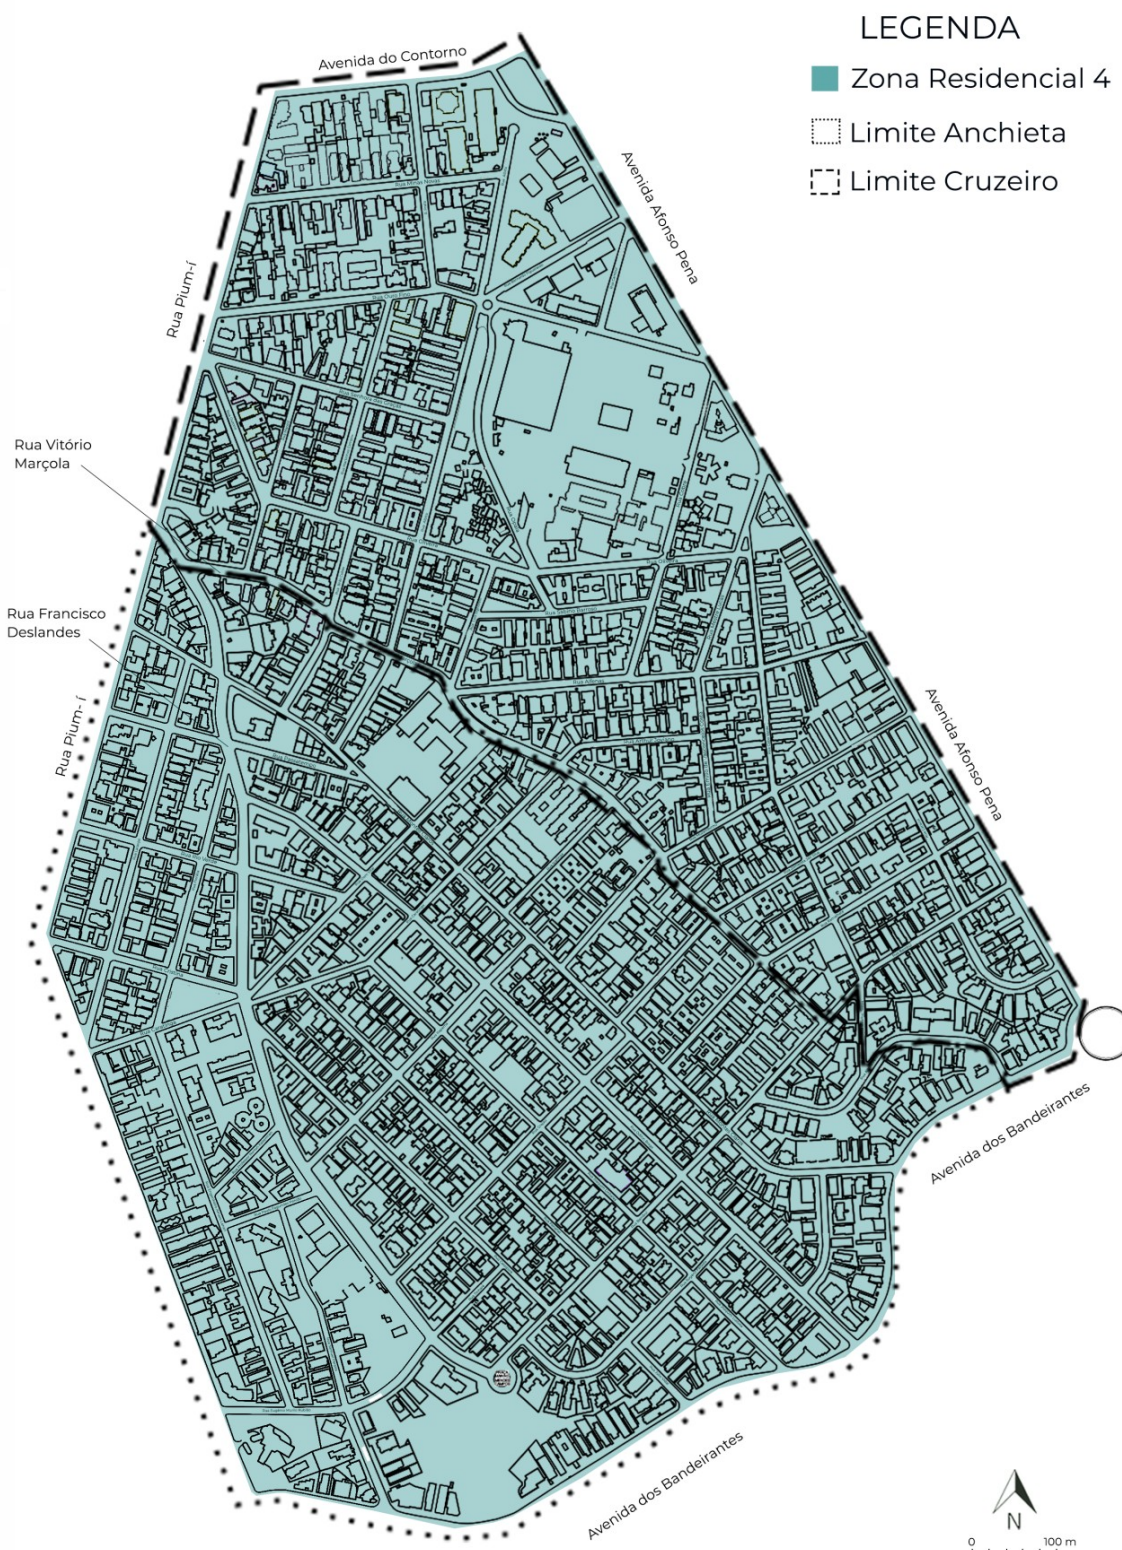 LEGENDA
Zona Residencial 4
Limite Anchieta
Limite Cruzeiro
Avenida do Contorno
Avenida Afonso Pena
Rua Pium-í
Rua Vitório
Marçola
Rua Francisco
Deslandes
Rua Pium- í
Avenida Afonso Pena
Avenida dos Bandeirantes
Avenida dos Bandeirantes
N
0 100 m